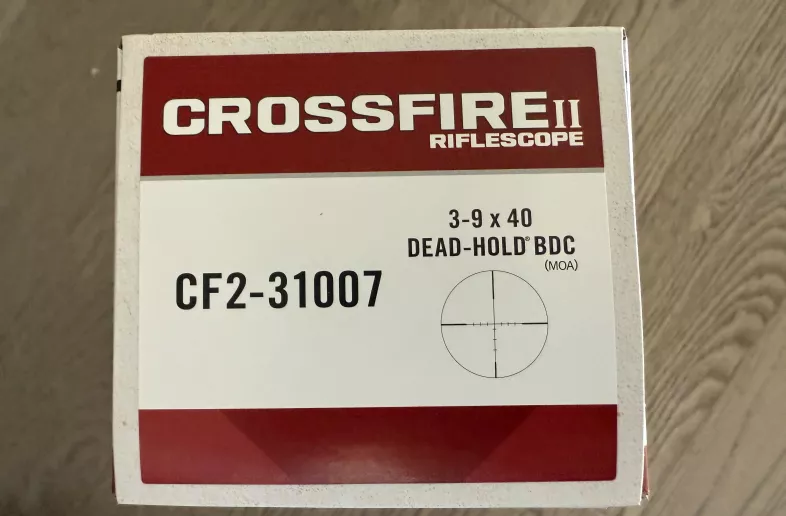 CROSSFIRE II
RIFLESCOPE
3-9 x 40
DEAD-HOLD® BDC
(MOA)
CF2-31007